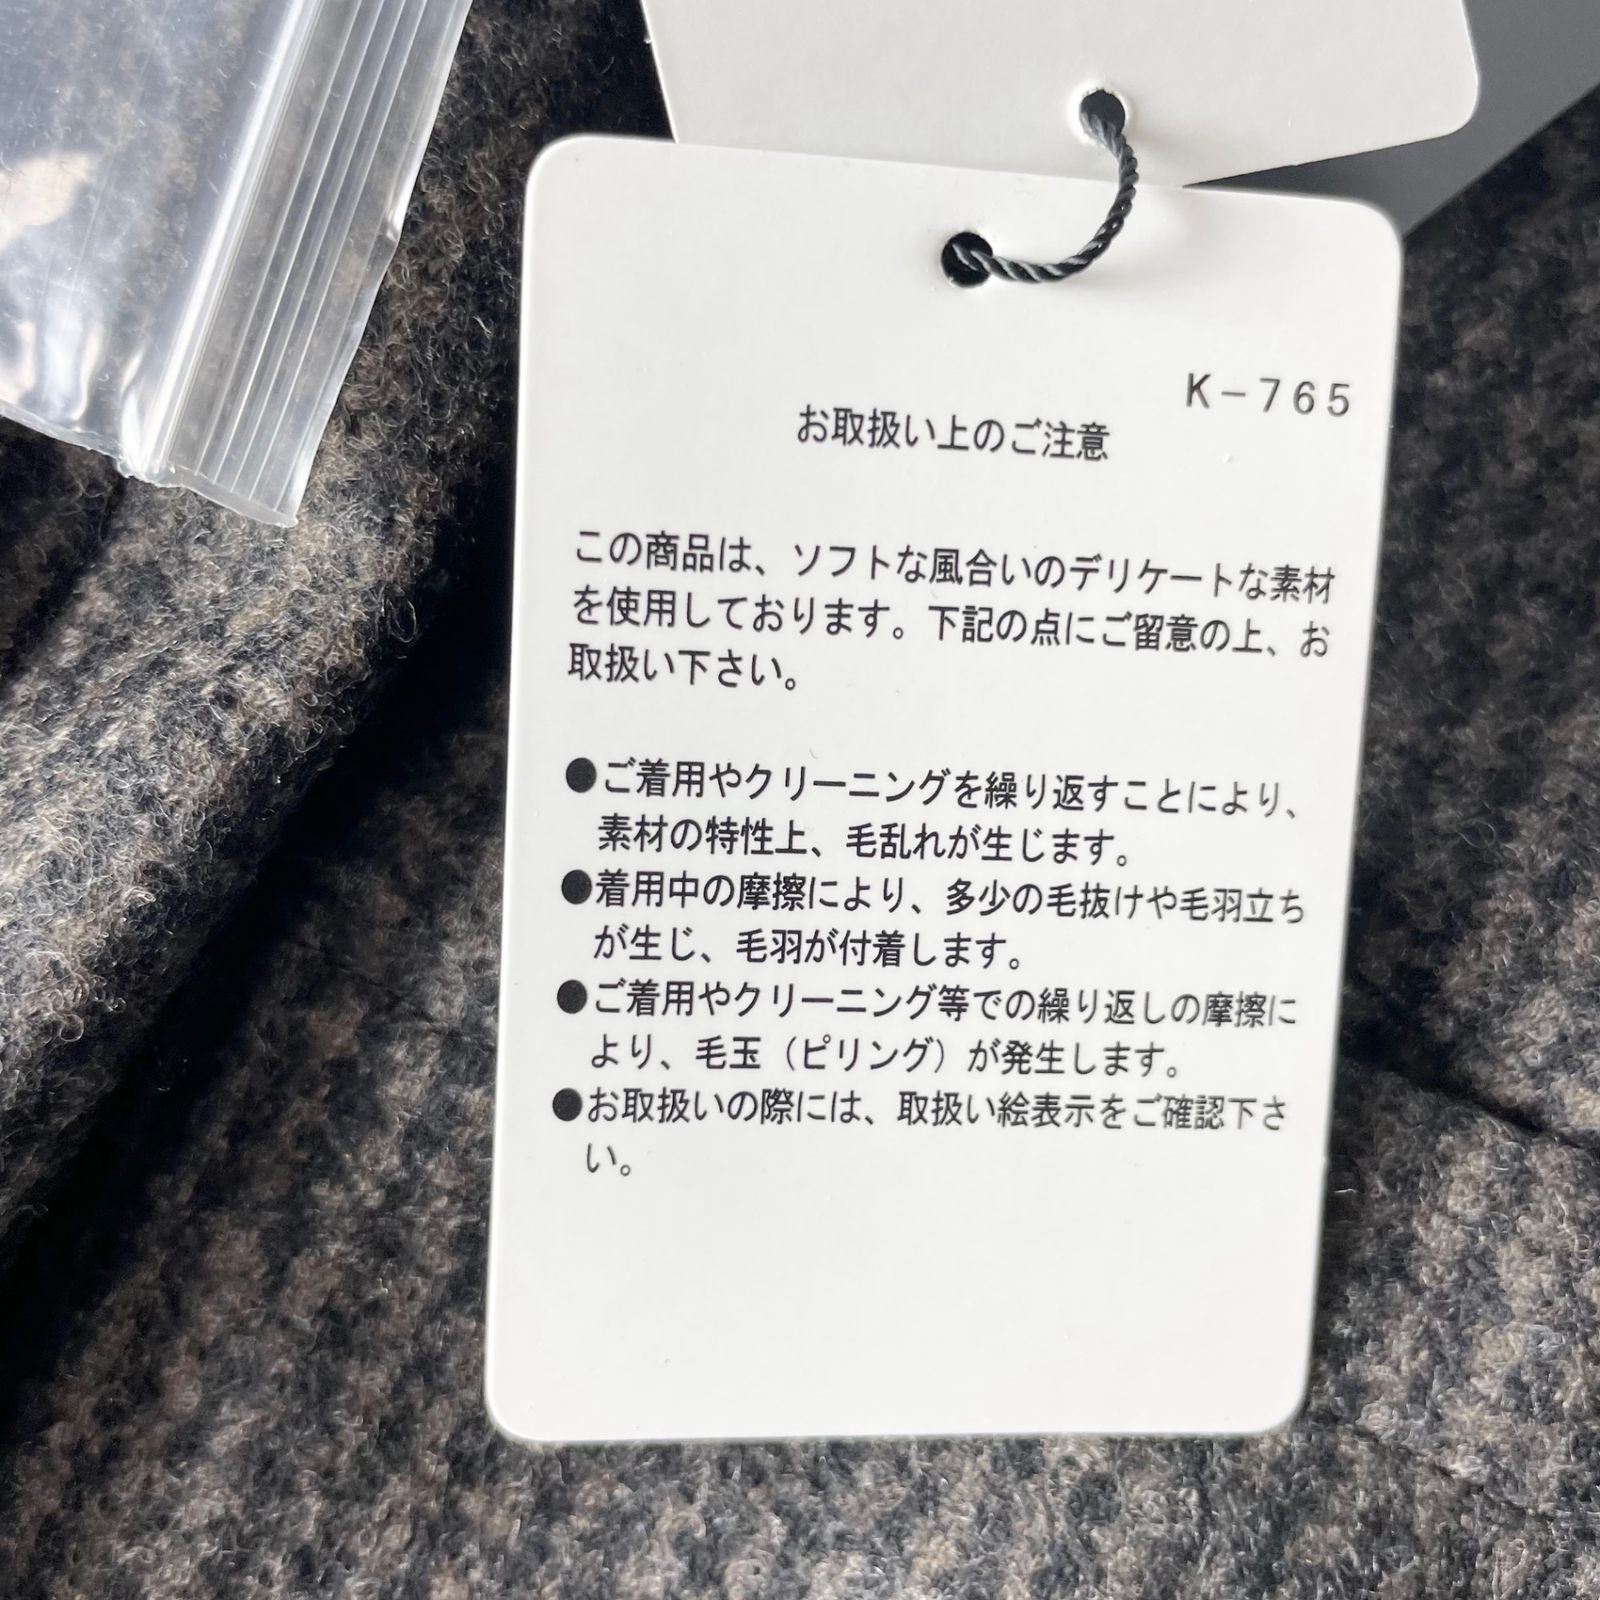 K-765
お取扱い上のご注意
この商品は、ソフトな風合いのデリケートな素材
を使用しております。下記の点にご留意の上、お
取扱い下さい。
●ご着用やクリーニングを繰り返すことにより、
素材の特性上、毛乱れが生じます。
●着用中の摩擦により、多少の毛抜けや毛羽立ち
が生じ、毛羽が付着します。
●ご着用やクリーニング等での繰り返しの摩擦に
より、毛玉（ピリング）が発生します。
●お取扱いの際には、取扱い絵表示をご確認下さ
い。